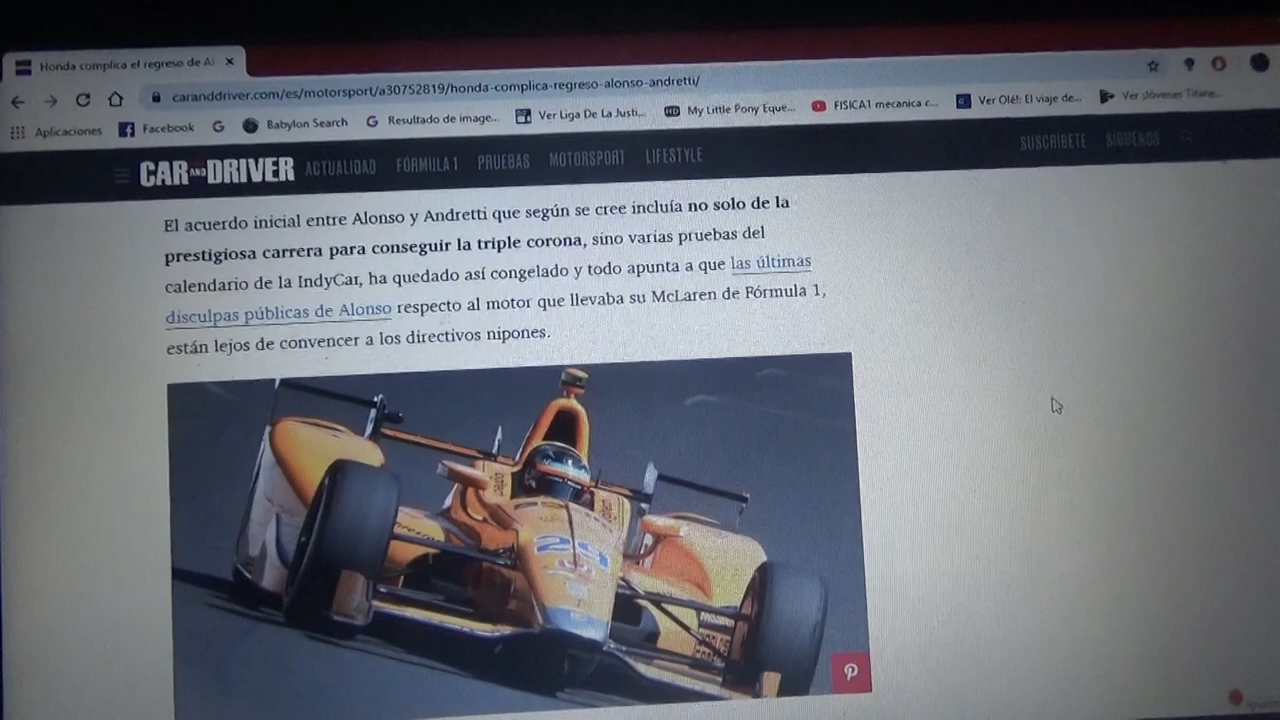 Honda complica el regreso de Al
caranddriver.com/es/motorsport/a30752819/honda-complica-regreso-alonso-andretti/
Aplicaciones Facebook Babylon Search Resultado de image... Ver Liga De La Justi... My Little Pony Eque... FISICA1 mecanica c... Ver Olé!: El viaje de... Ver Jóvenes Titane...
CAR AND DRIVER ACTUALIDAD FÓRMULA 1 PRUEBAS MOTORSPORT LIFESTYLE SUSCRÍBETE SÍGUENOS
El acuerdo inicial entre Alonso y Andretti que según se cree incluía no solo de la
prestigiosa carrera para conseguir la triple corona, sino varias pruebas del
calendario de la IndyCar, ha quedado así congelado y todo apunta a que las últimas
disculpas públicas de Alonso respecto al motor que llevaba su McLaren de Fórmula 1,
están lejos de convencer a los directivos nipones.
29